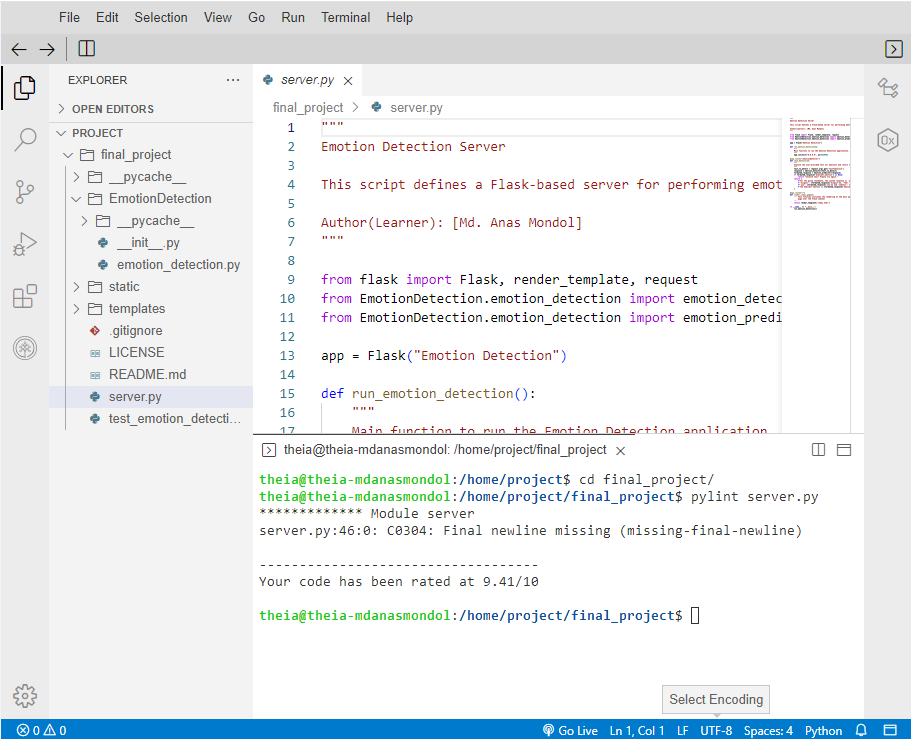 File Edit Selection View Go Run Terminal Help
EXPLORER ...
OPEN EDITORS
PROJECT
final_project
__pycache__
EmotionDetection
__pycache__
__init__.py
emotion_detection.py
static
templates
.gitignore
LICENSE
README.md
server.py
test_emotion_detecti...
server.py
final_project > server.py
1 """
2 Emotion Detection Server
3
4 This script defines a Flask-based server for performing emot
5
6 Author(Learner): [Md. Anas Mondol]
7 """
8
9 from flask import Flask, render_template, request
10 from EmotionDetection.emotion_detection import emotion_detec
11 from EmotionDetection.emotion_detection import emotion_predi
12
13 app = Flask("Emotion Detection")
14
15 def run_emotion_detection():
16 """
17 Main function to run the Emotion Detection application.
theia@theia-mdanasmondol: /home/project/final_project
theia@theia-mdanasmondol:/home/project$ cd final_project/
theia@theia-mdanasmondol:/home/project/final_project$ pylint server.py
************* Module server
server.py:46:0: C0304: Final newline missing (missing-final-newline)
-----------------------------------
Your code has been rated at 9.41/10
theia@theia-mdanasmondol:/home/project/final_project$
Select Encoding
0 0 Go Live Ln 1, Col 1 LF UTF-8 Spaces: 4 Python